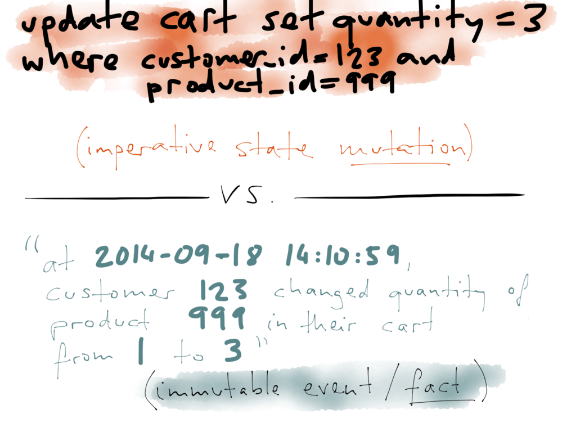 update cart set quantity = 3
where customer_id = 123 and
product_id = 999
(imperative state mutation)
vs.
"at 2014-09-18 14:10:59,
customer 123 changed quantity of
product 999 in their cart
from 1 to 3"
(immutable event / fact)